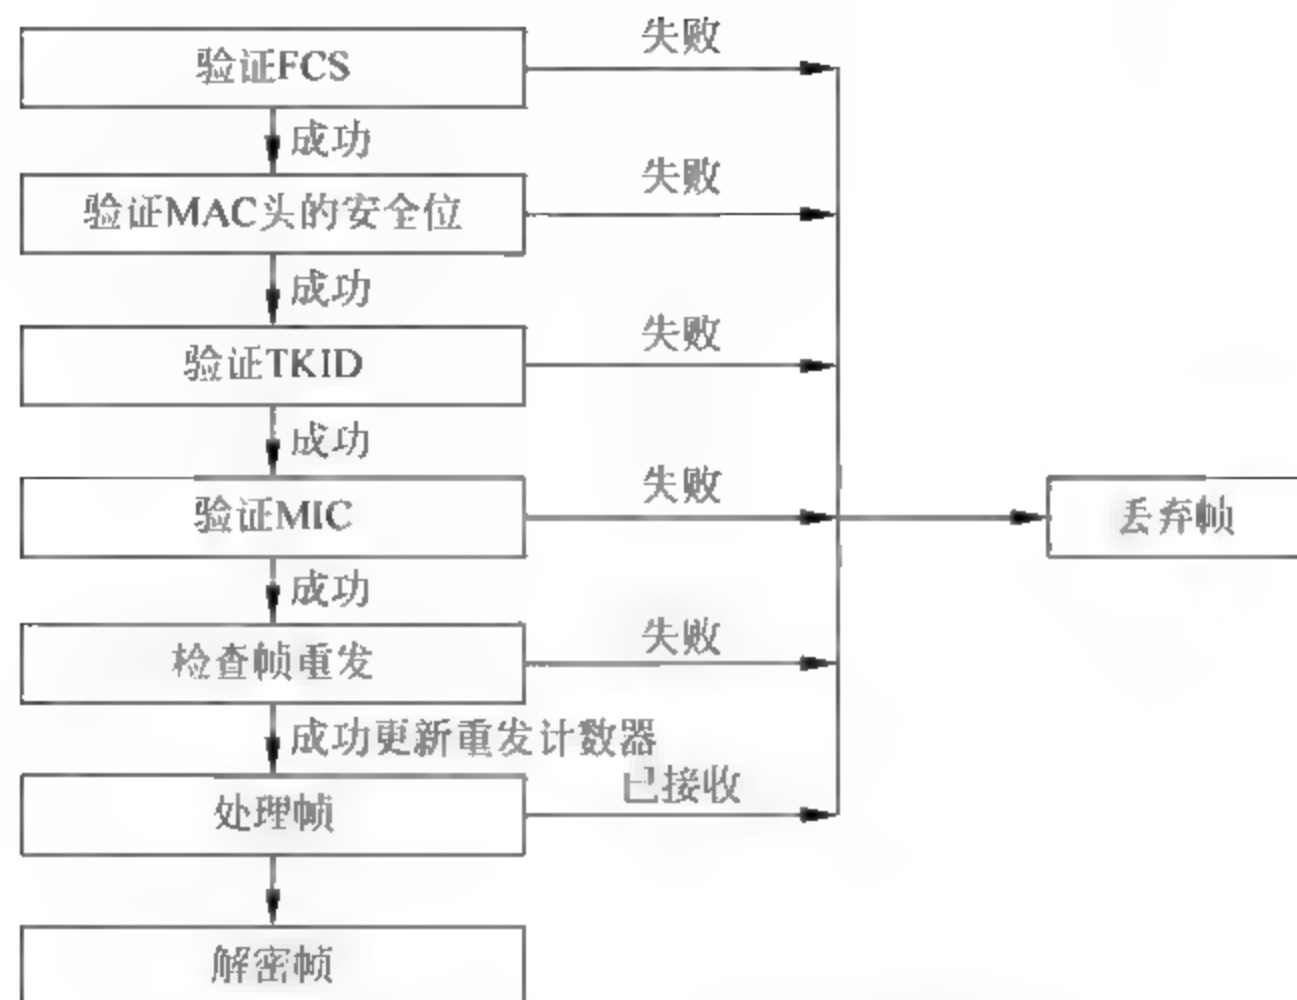 验证FCS
失败
成功
验证MAC头的安全位
失败
成功
验证TKID
失败
成功
验证MIC
失败
丢弃帧
成功
检查帧重发
失败
成功更新重发计数器
处理帧
已接收
解密帧